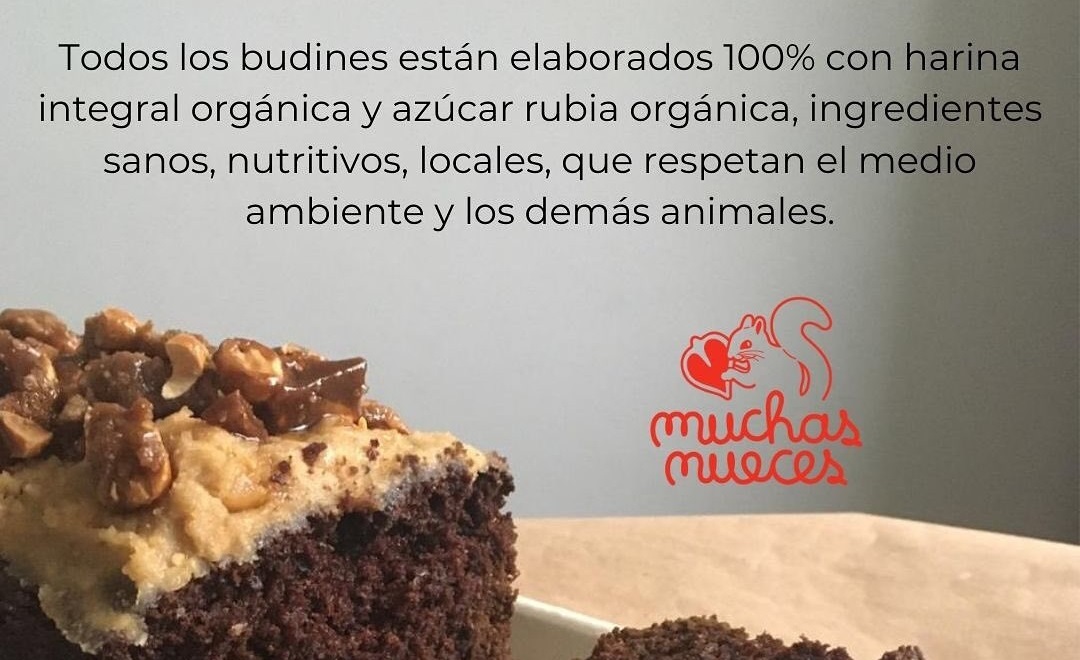 Todos los budines están elaborados 100% con harina
integral orgánica y azúcar rubia orgánica, ingredientes
sanos, nutritivos, locales, que respetan el medio
ambiente y los demás animales.
muchas
nueces